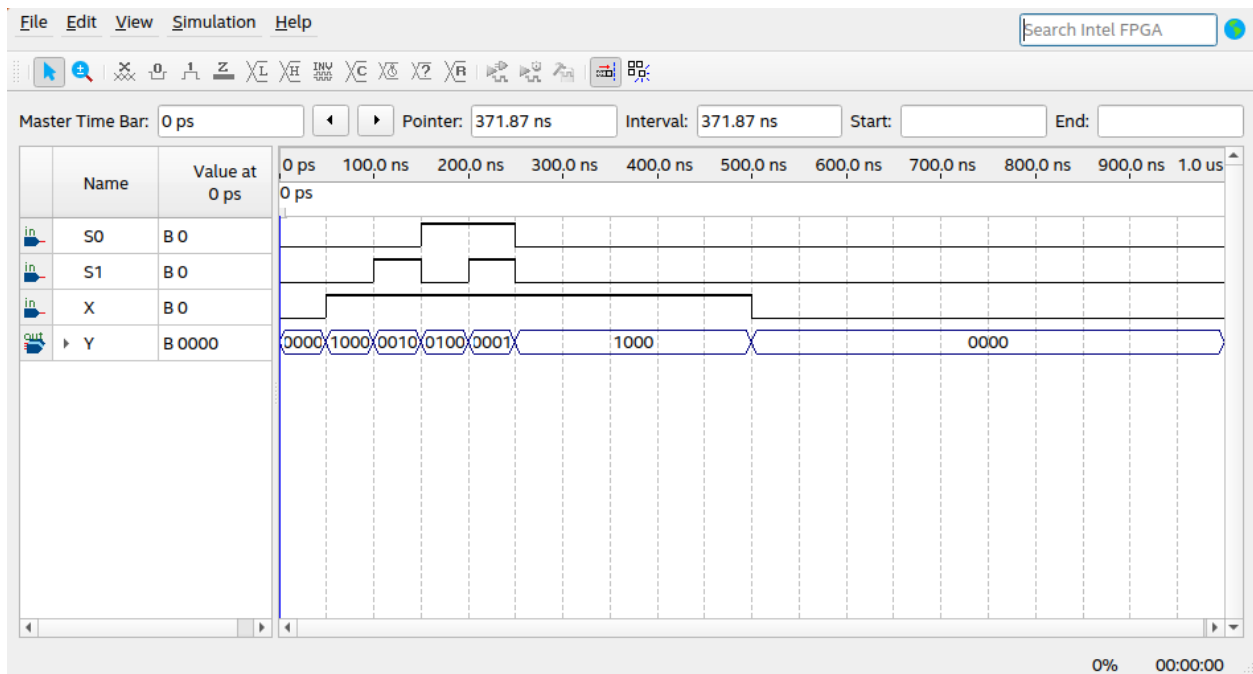 File Edit View Simulation Help
Search Intel FPGA
Master Time Bar: 0 ps Pointer: 371.87 ns Interval: 371.87 ns Start: End:
Name Value at 0 ps
0 ps 100.0 ns 200.0 ns 300.0 ns 400.0 ns 500.0 ns 600.0 ns 700.0 ns 800.0 ns 900.0 ns 1.0 us
0 ps
in S0 B 0
in S1 B 0
in X B 0
out Y B 0000 0000 1000 0010 0100 0001 1000 0000
0% 00:00:00